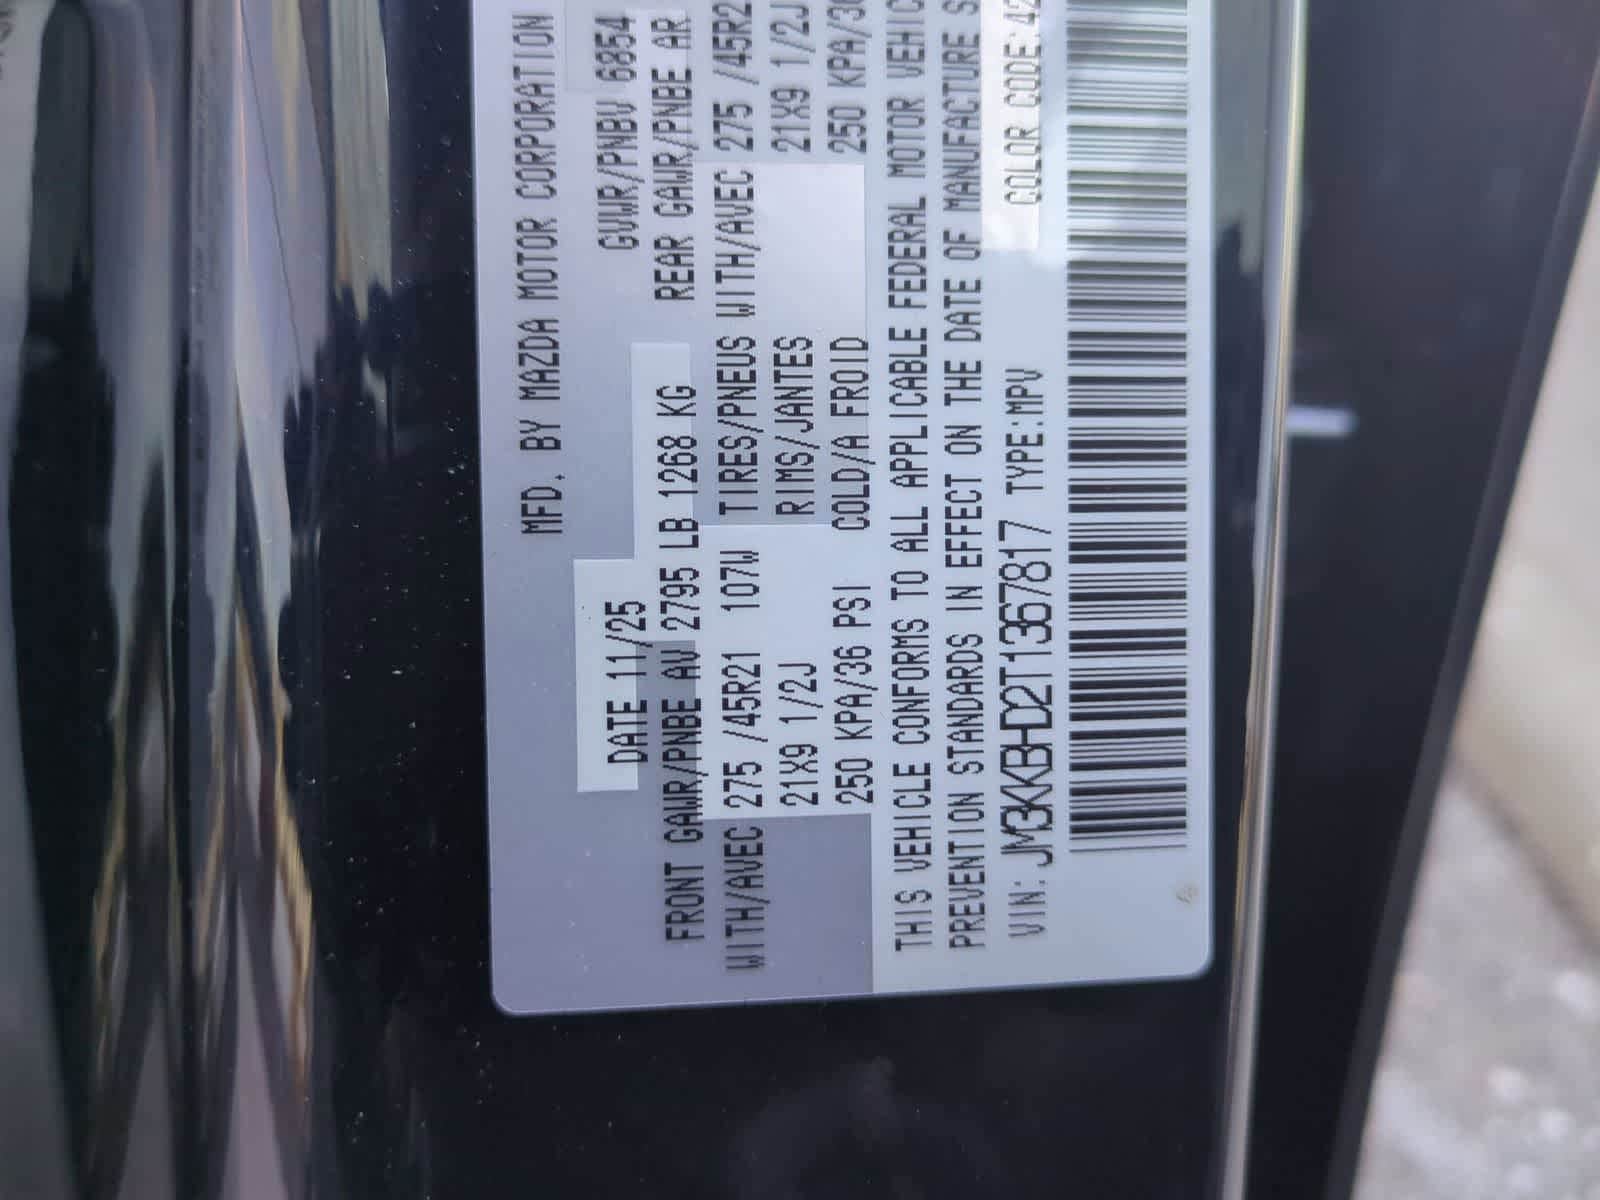 MFD. BY MAZDA MOTOR CORPORATION
DATE 11/25 GVWR/PNBV 6854
FRONT GAWR/PNBE AV 2795 LB 1268 KG REAR GAWR/PNBE AR
WITH/AVEC 275 /45R21 107W TIRES/PNEUS WITH/AVEC 275 /45R2
21X9 1/2J RIMS/JANTES 21X9 1/2J
250 KPA/36 PSI COLD/A FROID 250 KPA/36
THIS VEHICLE CONFORMS TO ALL APPLICABLE FEDERAL MOTOR VEHIC
PREVENTION STANDARDS IN EFFECT ON THE DATE OF MANUFACTURE S
VIN: JM3KKBHD2T1367817 TYPE:MPV COLOR CODE:42